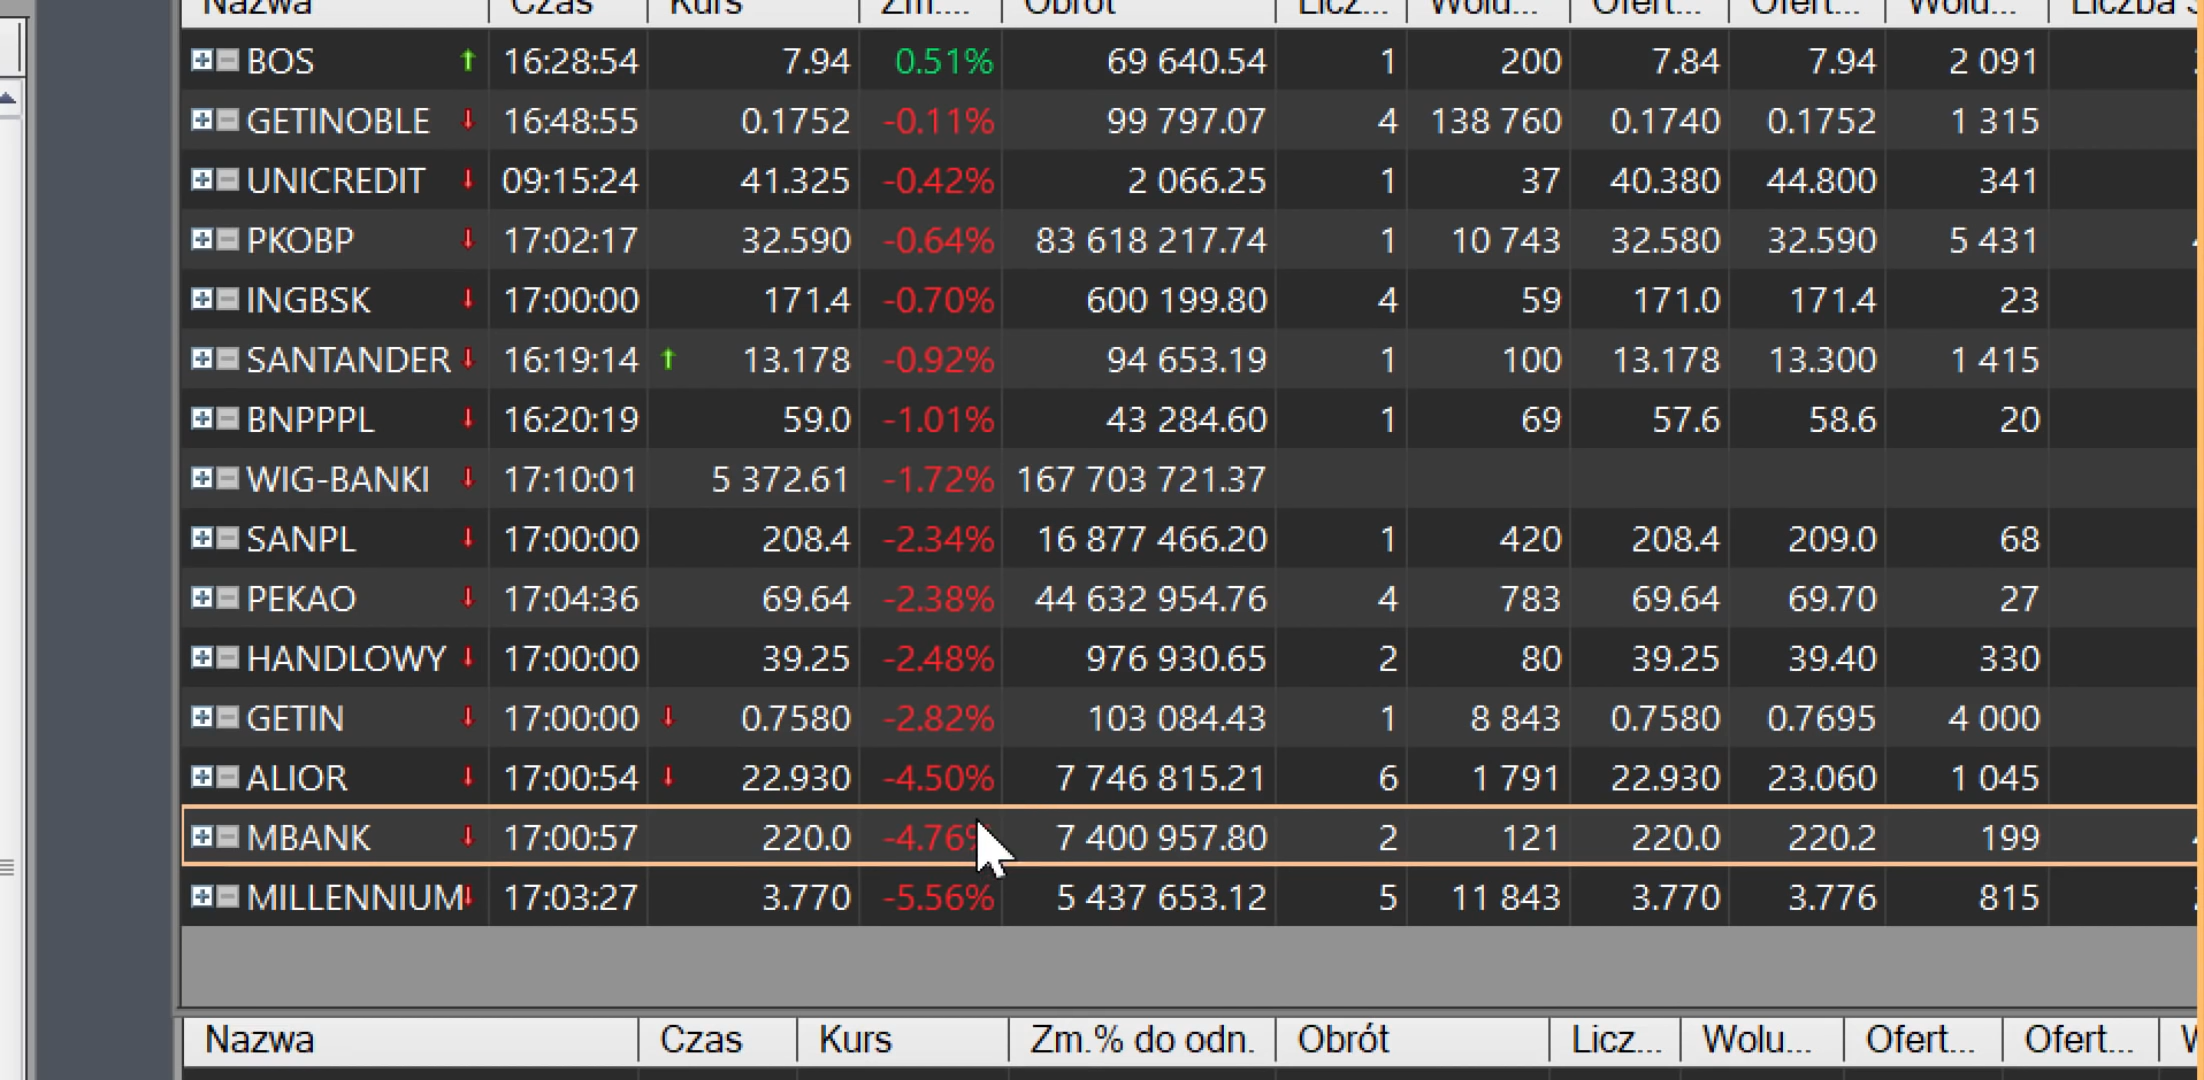 Nazwa Czas Kurs Zm.... Obrót Licz... Wolu... Ofert... Ofert... Wolu... Liczba
BOS 16:28:54 7.94 0.51% 69 640.54 1 200 7.84 7.94 2 091
GETINOBLE 16:48:55 0.1752 -0.11% 99 797.07 4 138 760 0.1740 0.1752 1 315
UNICREDIT 09:15:24 41.325 -0.42% 2 066.25 1 37 40.380 44.800 341
PKOBP 17:02:17 32.590 -0.64% 83 618 217.74 1 10 743 32.580 32.590 5 431
INGBSK 17:00:00 171.4 -0.70% 600 199.80 4 59 171.0 171.4 23
SANTANDER 16:19:14 13.178 -0.92% 94 653.19 1 100 13.178 13.300 1 415
BNPPPL 16:20:19 59.0 -1.01% 43 284.60 1 69 57.6 58.6 20
WIG-BANKI 17:10:01 5 372.61 -1.72% 167 703 721.37
SANPL 17:00:00 208.4 -2.34% 16 877 466.20 1 420 208.4 209.0 68
PEKAO 17:04:36 69.64 -2.38% 44 632 954.76 4 783 69.64 69.70 27
HANDLOWY 17:00:00 39.25 -2.48% 976 930.65 2 80 39.25 39.40 330
GETIN 17:00:00 0.7580 -2.82% 103 084.43 1 8 843 0.7580 0.7695 4 000
ALIOR 17:00:54 22.930 -4.50% 7 746 815.21 6 1 791 22.930 23.060 1 045
MBANK 17:00:57 220.0 -4.76% 7 400 957.80 2 121 220.0 220.2 199
MILLENNIUM 17:03:27 3.770 -5.56% 5 437 653.12 5 11 843 3.770 3.776 815
Nazwa Czas Kurs Zm.% do odn. Obrót Licz... Wolu... Ofert... Ofert...